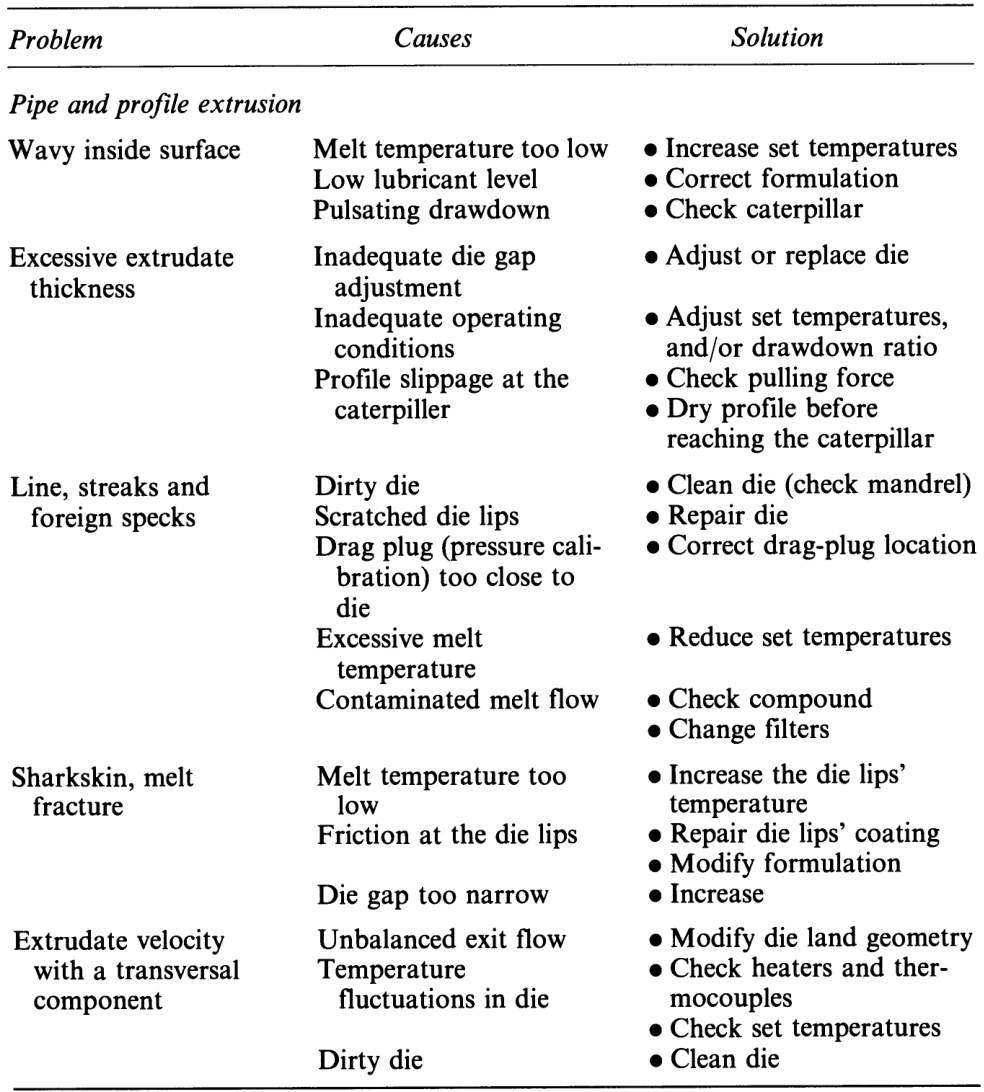 Problem Causes Solution
Pipe and profile extrusion
Wavy inside surface Melt temperature too low ● Increase set temperatures
Low lubricant level ● Correct formulation
Pulsating drawdown ● Check caterpillar
Excessive extrudate Inadequate die gap ● Adjust or replace die
thickness adjustment
Inadequate operating ● Adjust set temperatures,
conditions and/or drawdown ratio
Profile slippage at the ● Check pulling force
caterpiller ● Dry profile before
reaching the caterpillar
Line, streaks and Dirty die ● Clean die (check mandrel)
foreign specks Scratched die lips ● Repair die
Drag plug (pressure cali- ● Correct drag-plug location
bration) too close to
die
Excessive melt ● Reduce set temperatures
temperature
Contaminated melt flow ● Check compound
● Change filters
Sharkskin, melt Melt temperature too ● Increase the die lips’
fracture low temperature
Friction at the die lips ● Repair die lips’ coating
● Modify formulation
Die gap too narrow ● Increase
Extrudate velocity Unbalanced exit flow ● Modify die land geometry
with a transversal Temperature ● Check heaters and ther-
component fluctuations in die mocouples
● Check set temperatures
Dirty die ● Clean die